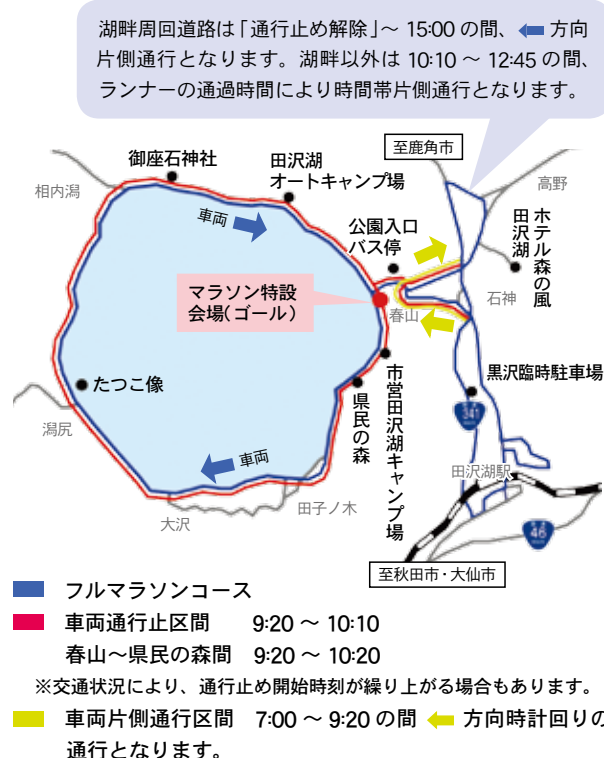 湖畔周回道路は「通行止め解除」～ 15:00 の間、 方向
片側通行となります。湖畔以外は 10:10 ～ 12:45 の間、
ランナーの通過時間により時間帯片側通行となります。
至鹿角市
御座石神社
田沢湖
オートキャンプ場
相内潟
高野
車両
公園入口
バス停
ホテル森の風
田沢湖
マラソン特設
会場(ゴール)
春山
石神
たつこ像
黒沢臨時駐車場
市営田沢湖キャンプ場
県民の森
341
潟尻
車両
田沢湖駅
田子ノ木
大沢
46
至秋田市・大仙市
フルマラソンコース
車両通行止区間 9:20 ～ 10:10
春山～県民の森間 9:20 ～ 10:20
※交通状況により、通行止め開始時刻が繰り上がる場合もあります。
車両片側通行区間 7:00 ～ 9:20 の間 方向時計回りの
通行となります。